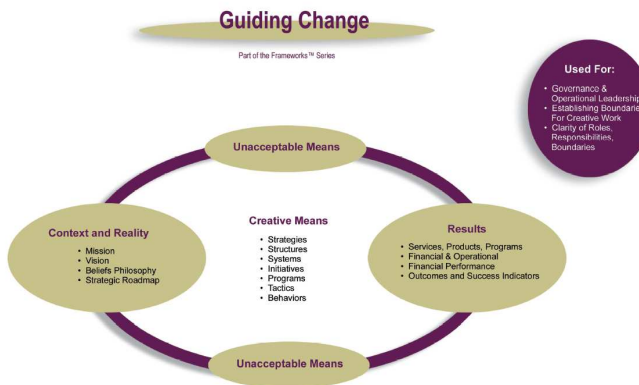 Guiding Change
Part of the Frameworks™ Series
Used For:
• Governance &
Operational Leadership
• Establishing Boundarie
For Creative Work
• Clarity of Roles,
Responsibilities,
Boundaries
Unacceptable Means
Context and Reality
• Mission
• Vision
• Beliefs Philosophy
• Strategic Roadmap
Creative Means
• Strategies
• Structures
• Systems
• Initiatives
• Programs
• Tactics
• Behaviors
Results
• Services, Products, Programs
• Financial & Operational
• Financial Performance
• Outcomes and Success Indicators
Unacceptable Means